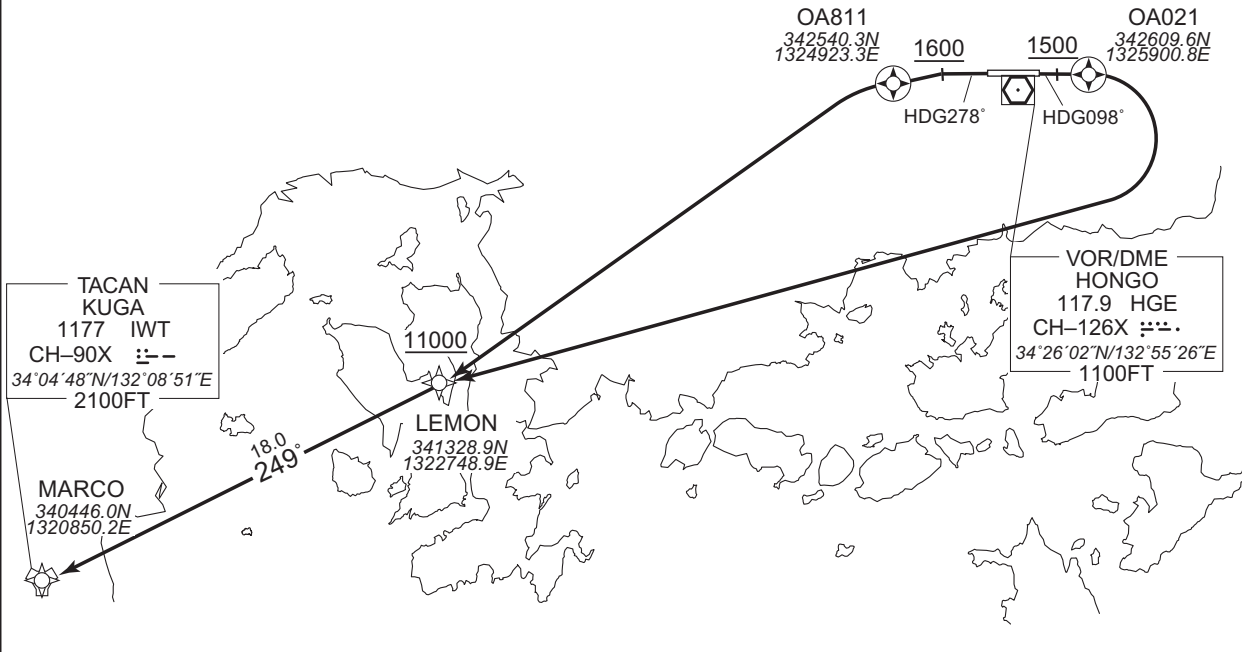 OA811
342540.3N
1324923.3E
1600
1500
OA021
342609.6N
1325900.8E
HDG278°
HDG098°
TACAN
KUGA
1177 IWT
CH–90X
34°04′48″N/132°08′51″E
2100FT
VOR/DME
HONGO
117.9 HGE
CH–126X
34°26′02″N/132°55′26″E
1100FT
11000
LEMON
341328.9N
1322748.9E
18.0
249°
MARCO
340446.0N
1320850.2E